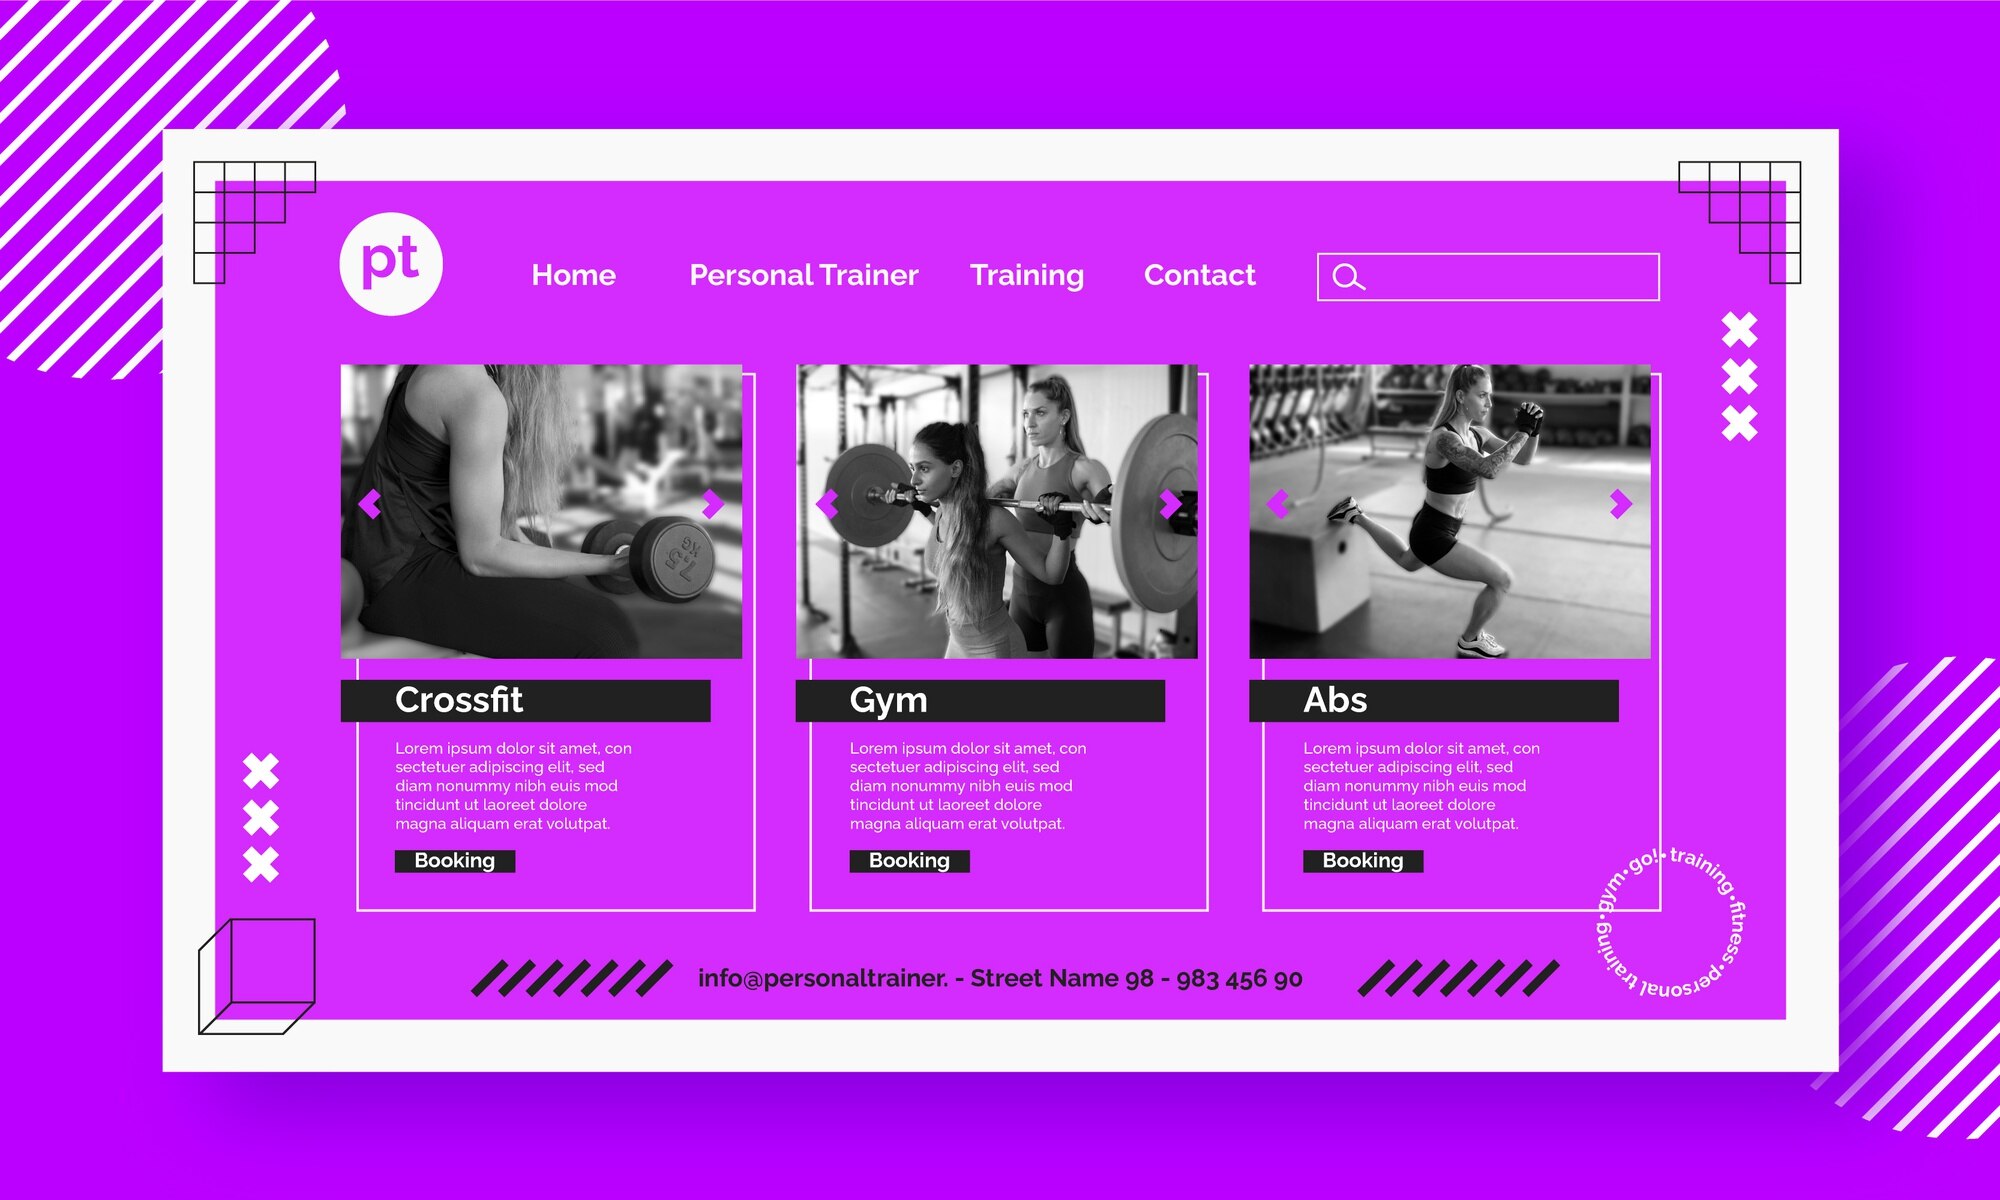 pt
Home
Personal Trainer
Training
Contact
Crossfit
Lorem ipsum dolor sit amet, con
sectetuer adipiscing elit, sed
diam nonummy nibh euis mod
tincidunt ut laoreet dolore
magna aliquam erat volutpat.
Booking
Gym
Lorem ipsum dolor sit amet, con
sectetuer adipiscing elit, sed
diam nonummy nibh euis mod
tincidunt ut laoreet dolore
magna aliquam erat volutpat.
Booking
Abs
Lorem ipsum dolor sit amet, con
sectetuer adipiscing elit, sed
diam nonummy nibh euis mod
tincidunt ut laoreet dolore
magna aliquam erat volutpat.
Booking
info@personaltrainer. - Street Name 98 - 983 456 90
go!•training•fitness•personal training•gym•